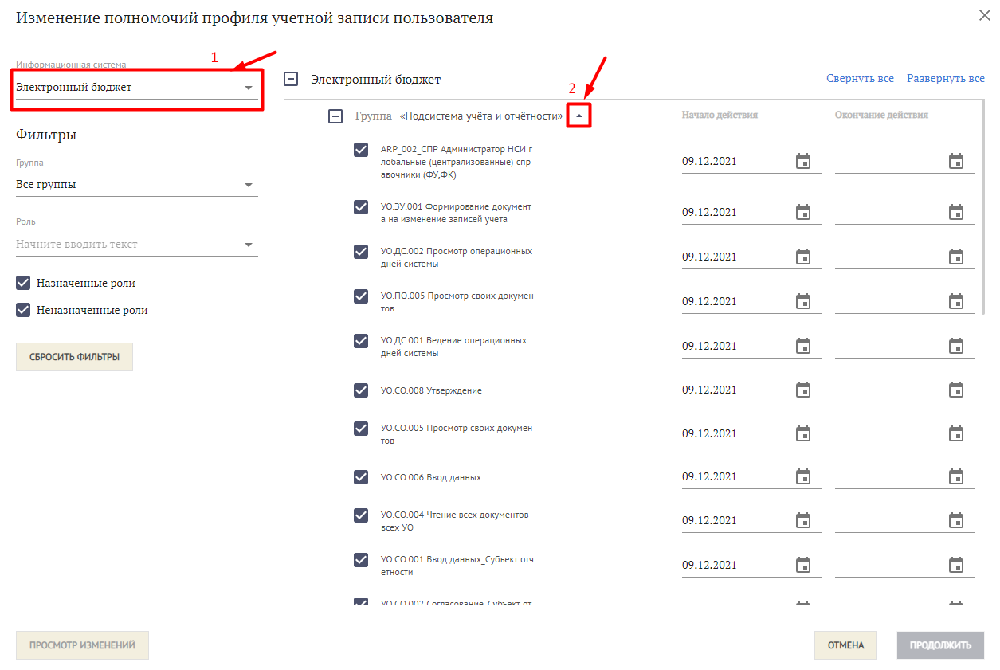 Изменение полномочий профиля учетной записи пользователя
1
Информационная система
Электронный бюджет
Фильтры
Группа
Все группы
Роль
Начните вводить текст
Назначенные роли
Неназначенные роли
СБРОСИТЬ ФИЛЬТРЫ
Электронный бюджет
Свернуть все Развернуть все
2
Группа «Подсистема учёта и отчётности»
Начало действия Окончание действия
ARP_002_СПР Администратор НСИ г
лобальные (централизованные) спр
авочники (ФУ,ФК)
09.12.2021
УО.ЗУ.001 Формирование документ
а на изменение записей учета
09.12.2021
УО.ДС.002 Просмотр операционных
дней системы
09.12.2021
УО.ПО.005 Просмотр своих докумен
тов
09.12.2021
УО.ДС.001 Ведение операционных
дней системы
09.12.2021
УО.СО.008 Утверждение
09.12.2021
УО.СО.005 Просмотр своих докумен
тов
09.12.2021
УО.СО.006 Ввод данных
09.12.2021
УО.СО.004 Чтение всех документов
всех УО
09.12.2021
УО.СО.001 Ввод данных_Субъект отч
етности
09.12.2021
УО.СО.002 Согласование_Субъект от
ПРОСМОТР ИЗМЕНЕНИЙ
ОТМЕНА
ПРОДОЛЖИТЬ